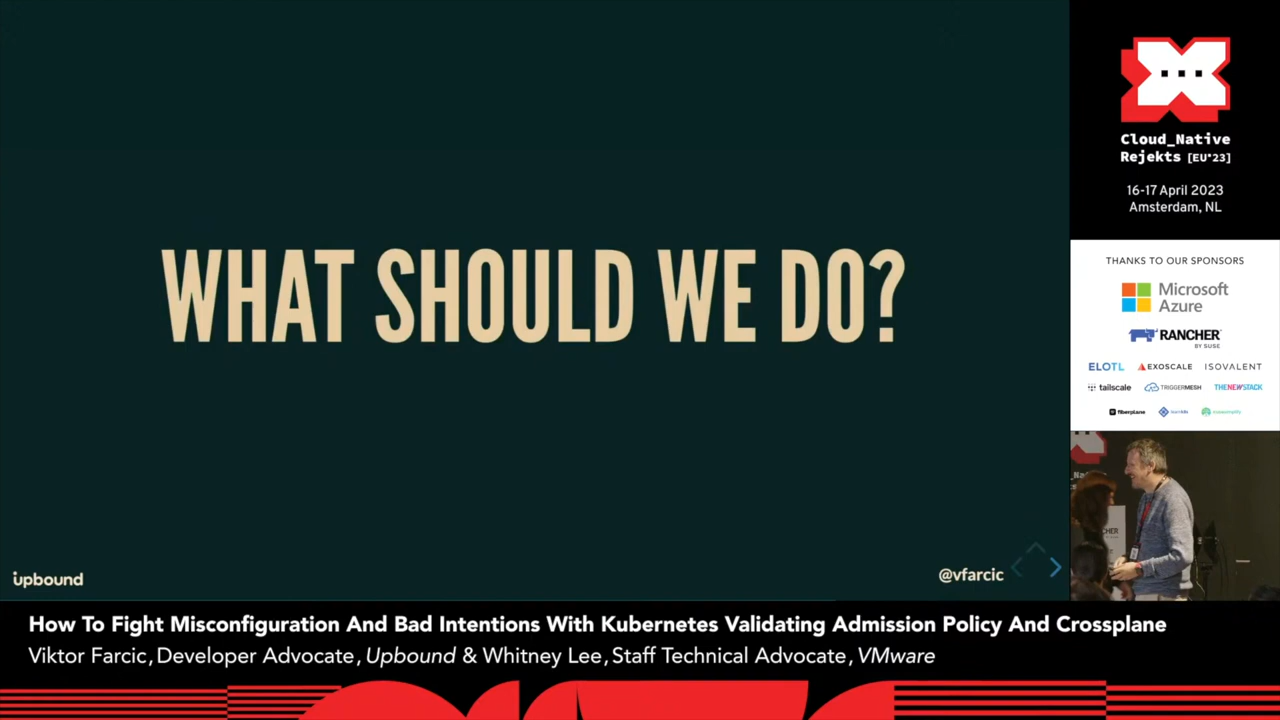 WHAT SHOULD WE DO?
upbound
@vfarcic
Cloud_Native
Rejekts [EU'23]
16-17 April 2023
Amsterdam, NL
THANKS TO OUR SPONSORS
Microsoft
Azure
RANCHER
BY SUSE
ELOTL
EXOSCALE
ISOVALENT
tailscale
TRIGGERMESH
THENEWSTACK
fiberplane
How To Fight Misconfiguration And Bad Intentions With Kubernetes Validating Admission Policy And Crossplane
Viktor Farcic, Developer Advocate, Upbound & Whitney Lee, Staff Technical Advocate, VMware